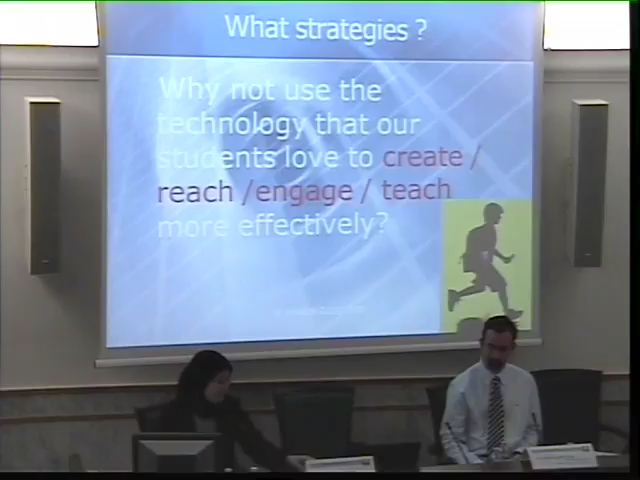 What strategies ?
Why not use the
technology that our
students love to create /
reach / engage / teach
more effectively?